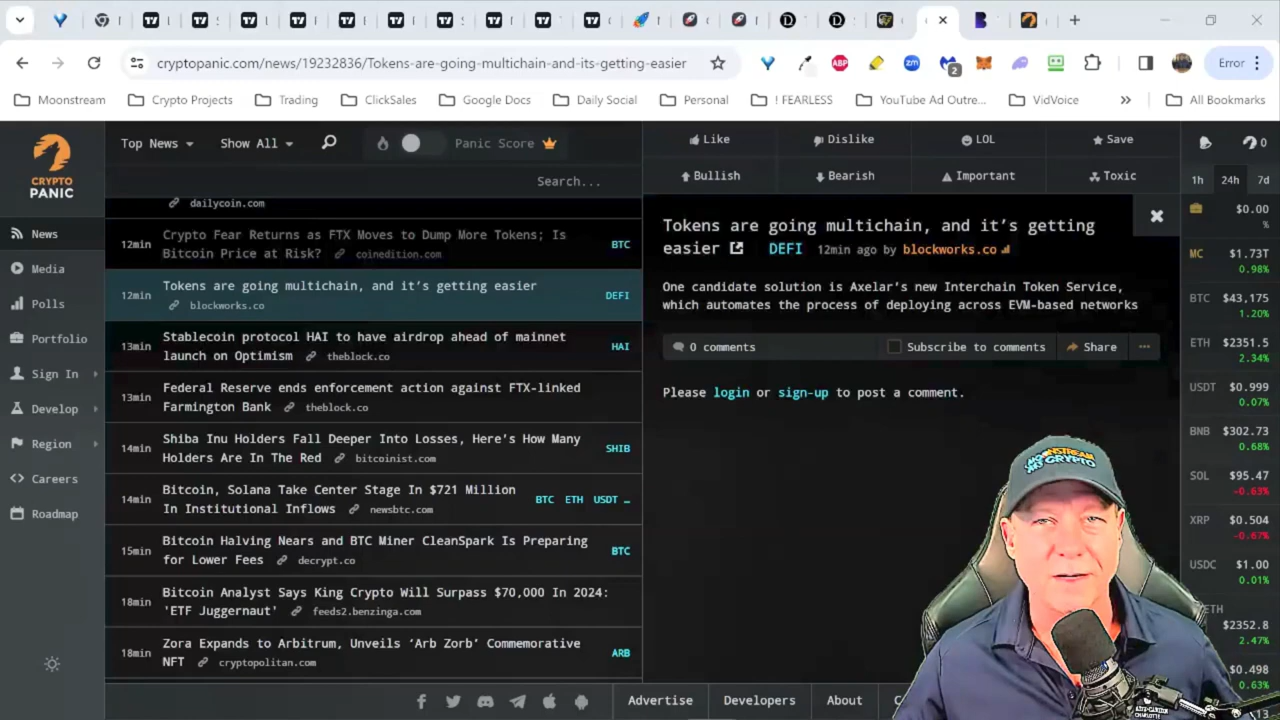 cryptopanic.com/news/19232836/Tokens-are-going-multichain-and-its-getting-easier
ABP
zm
2
Error
Moonstream
Crypto Projects
Trading
ClickSales
Google Docs
Daily Social
Personal
! FEARLESS
YouTube Ad Outre...
VidVoice
All Bookmarks
CRYPTO
PANIC
Top News
Show All
Panic Score
Search...
News
Media
Polls
Portfolio
Sign In
Develop
Region
Careers
Roadmap
dailycoin.com
12min
Crypto Fear Returns as FTX Moves to Dump More Tokens; Is
Bitcoin Price at Risk? coinedition.com
BTC
12min
Tokens are going multichain, and it’s getting easier
blockworks.co
DEFI
13min
Stablecoin protocol HAI to have airdrop ahead of mainnet
launch on Optimism theblock.co
HAI
13min
Federal Reserve ends enforcement action against FTX-linked
Farmington Bank theblock.co
14min
Shiba Inu Holders Fall Deeper Into Losses, Here’s How Many
Holders Are In The Red bitcoinist.com
SHIB
14min
Bitcoin, Solana Take Center Stage In $721 Million
In Institutional Inflows newsbtc.com
BTC ETH USDT …
15min
Bitcoin Halving Nears and BTC Miner CleanSpark Is Preparing
for Lower Fees decrypt.co
BTC
18min
Bitcoin Analyst Says King Crypto Will Surpass $70,000 In 2024:
'ETF Juggernaut' feeds2.benzinga.com
18min
Zora Expands to Arbitrum, Unveils ‘Arb Zorb’ Commemorative
NFT cryptopolitan.com
ARB
Like
Dislike
LOL
Save
Bullish
Bearish
Important
Toxic
Tokens are going multichain, and it’s getting
easier DEFI 12min ago by blockworks.co
One candidate solution is Axelar’s new Interchain Token Service,
which automates the process of deploying across EVM-based networks
0 comments
Subscribe to comments
Share
Please login or sign-up to post a comment.
0
1h 24h 7d
$0.00
%
MC $1.73T
0.98%
BTC $43,175
1.20%
ETH $2351.5
2.34%
USDT $0.999
0.07%
BNB $302.73
0.68%
SOL $95.47
-0.63%
XRP $0.504
-0.67%
USDC $1.00
0.01%
$2352.8
2.47%
$0.498
0.63%
MOONSTREAM
CRYPTO
Advertise
Developers
About